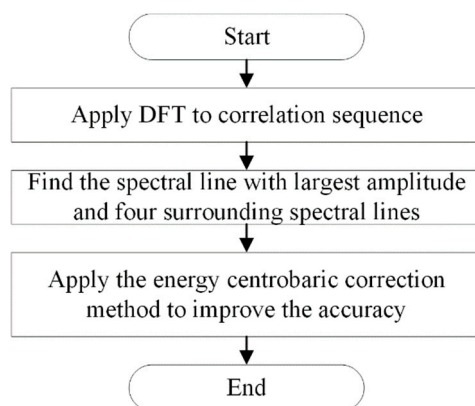 Start
Apply DFT to correlation sequence
Find the spectral line with largest amplitude
and four surrounding spectral lines
Apply the energy centrobaric correction
method to improve the accuracy
End